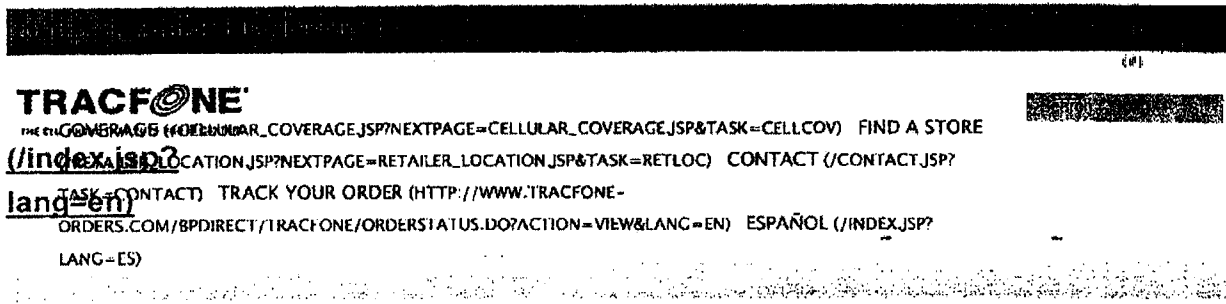 (#)
TRACFONE
COVERAGE (/CELLULAR_COVERAGE.JSP?NEXTPAGE=CELLULAR_COVERAGE.JSP&TASK=CELLCOV) FIND A STORE
(/index.jsp? LOCATION.JSP?NEXTPAGE=RETAILER_LOCATION.JSP&TASK=RETLOC) CONTACT (/CONTACT.JSP?
lang=en) TASK=CONTACT) TRACK YOUR ORDER (HTTP://WWW.TRACFONE-
ORDERS.COM/BPDIRECT/TRACFONE/ORDERSTATUS.DO?ACTION=VIEW&LANG=EN) ESPAÑOL (/INDEX.JSP?
LANG=ES)